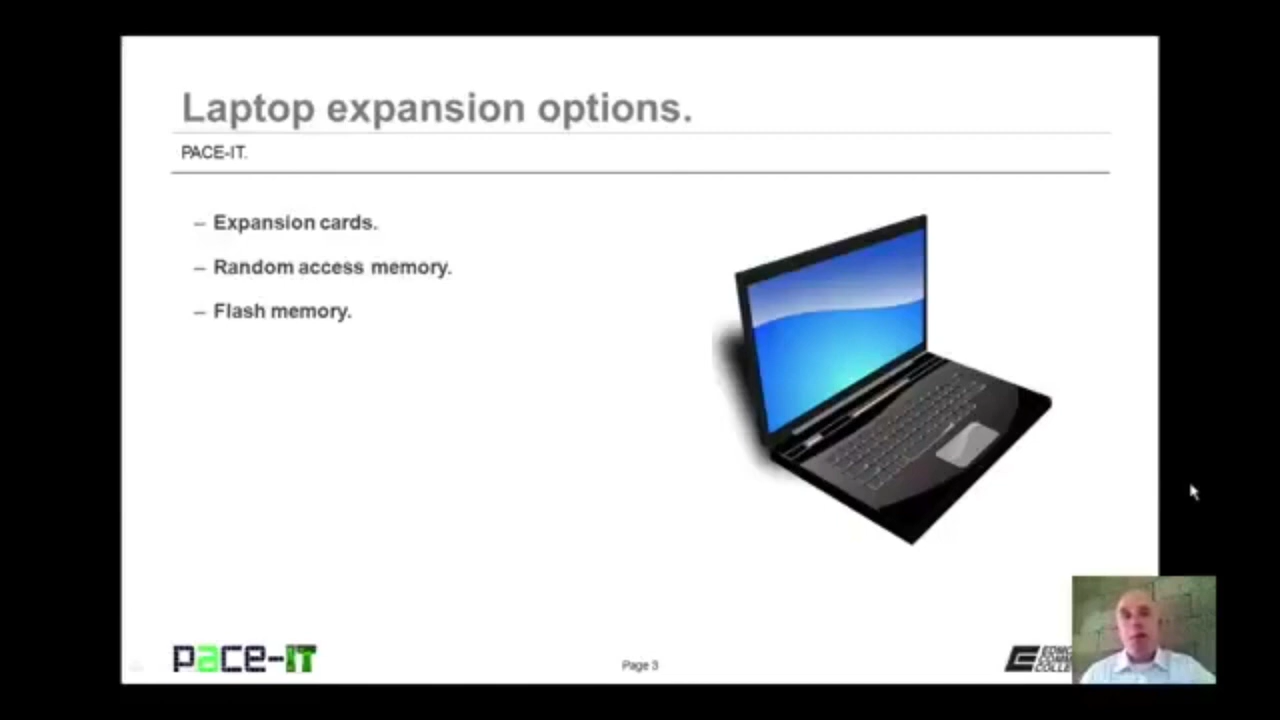 Laptop expansion options.
PACE-IT.
– Expansion cards.
– Random access memory.
– Flash memory.
pace-IT
Page 3